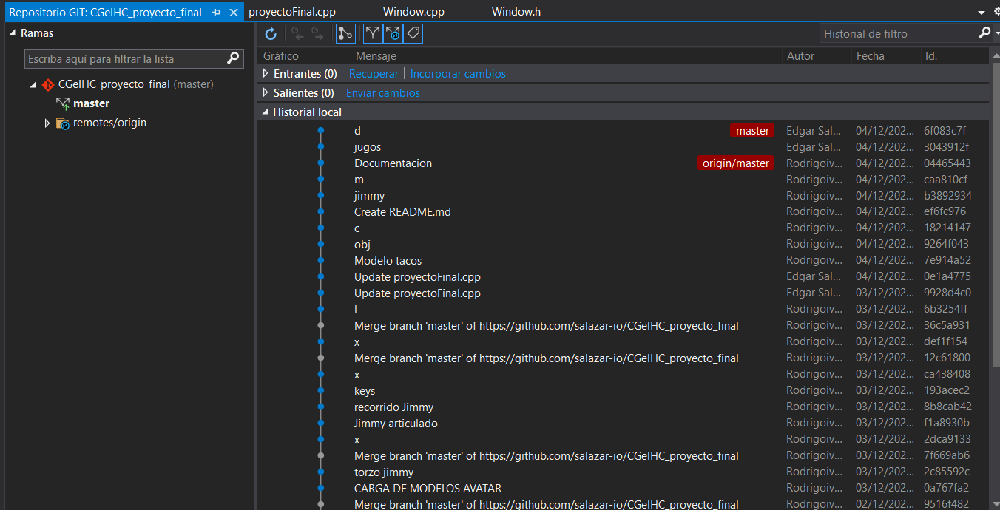 Repositorio GIT: CGeIHC_proyecto_final proyectoFinal.cpp Window.cpp Window.h
Ramas
Historial de filtro
Escriba aquí para filtrar la lista
Gráfico Mensaje Autor Fecha Id.
CGeIHC_proyecto_final (master)
master
remotes/origin
Entrantes (0) Recuperar | Incorporar cambios
Salientes (0) Enviar cambios
Historial local
d master Edgar Sal... 04/12/202... 6f083c7f
jugos Edgar Sal... 04/12/202... 3043912f
Documentacion origin/master Rodrigoiv... 04/12/202... 04465443
m Rodrigoiv... 04/12/202... caa810cf
jimmy Rodrigoiv... 04/12/202... b3892934
Create README.md Rodrigoiv... 04/12/202... ef6fc976
c Rodrigoiv... 04/12/202... 18214147
obj Rodrigoiv... 04/12/202... 9264f043
Modelo tacos Rodrigoiv... 04/12/202... 7e914a52
Update proyectoFinal.cpp Edgar Sal... 04/12/202... 0e1a4775
Update proyectoFinal.cpp Edgar Sal... 03/12/202... 9928d4c0
l Rodrigoiv... 03/12/202... 6b3254ff
Merge branch 'master' of https://github.com/salazar-io/CGeIHC_proyecto_final Rodrigoiv... 03/12/202... 36c5a931
x Rodrigoiv... 03/12/202... def1f154
Merge branch 'master' of https://github.com/salazar-io/CGeIHC_proyecto_final Rodrigoiv... 03/12/202... 12c61800
x Rodrigoiv... 03/12/202... ca438408
keys Rodrigoiv... 03/12/202... 193acec2
recorrido Jimmy Rodrigoiv... 03/12/202... 8b8cab42
Jimmy articulado Rodrigoiv... 03/12/202... f1a8930b
x Rodrigoiv... 03/12/202... 2dca9133
Merge branch 'master' of https://github.com/salazar-io/CGeIHC_proyecto_final Rodrigoiv... 03/12/202... 7f669ab6
torzo jimmy Rodrigoiv... 03/12/202... 2c85592c
CARGA DE MODELOS AVATAR Rodrigoiv... 03/12/202... 0a767fa2
Merge branch 'master' of https://github.com/salazar-io/CGeIHC_proyecto_final Rodrigoiv... 02/12/202... 9516f482